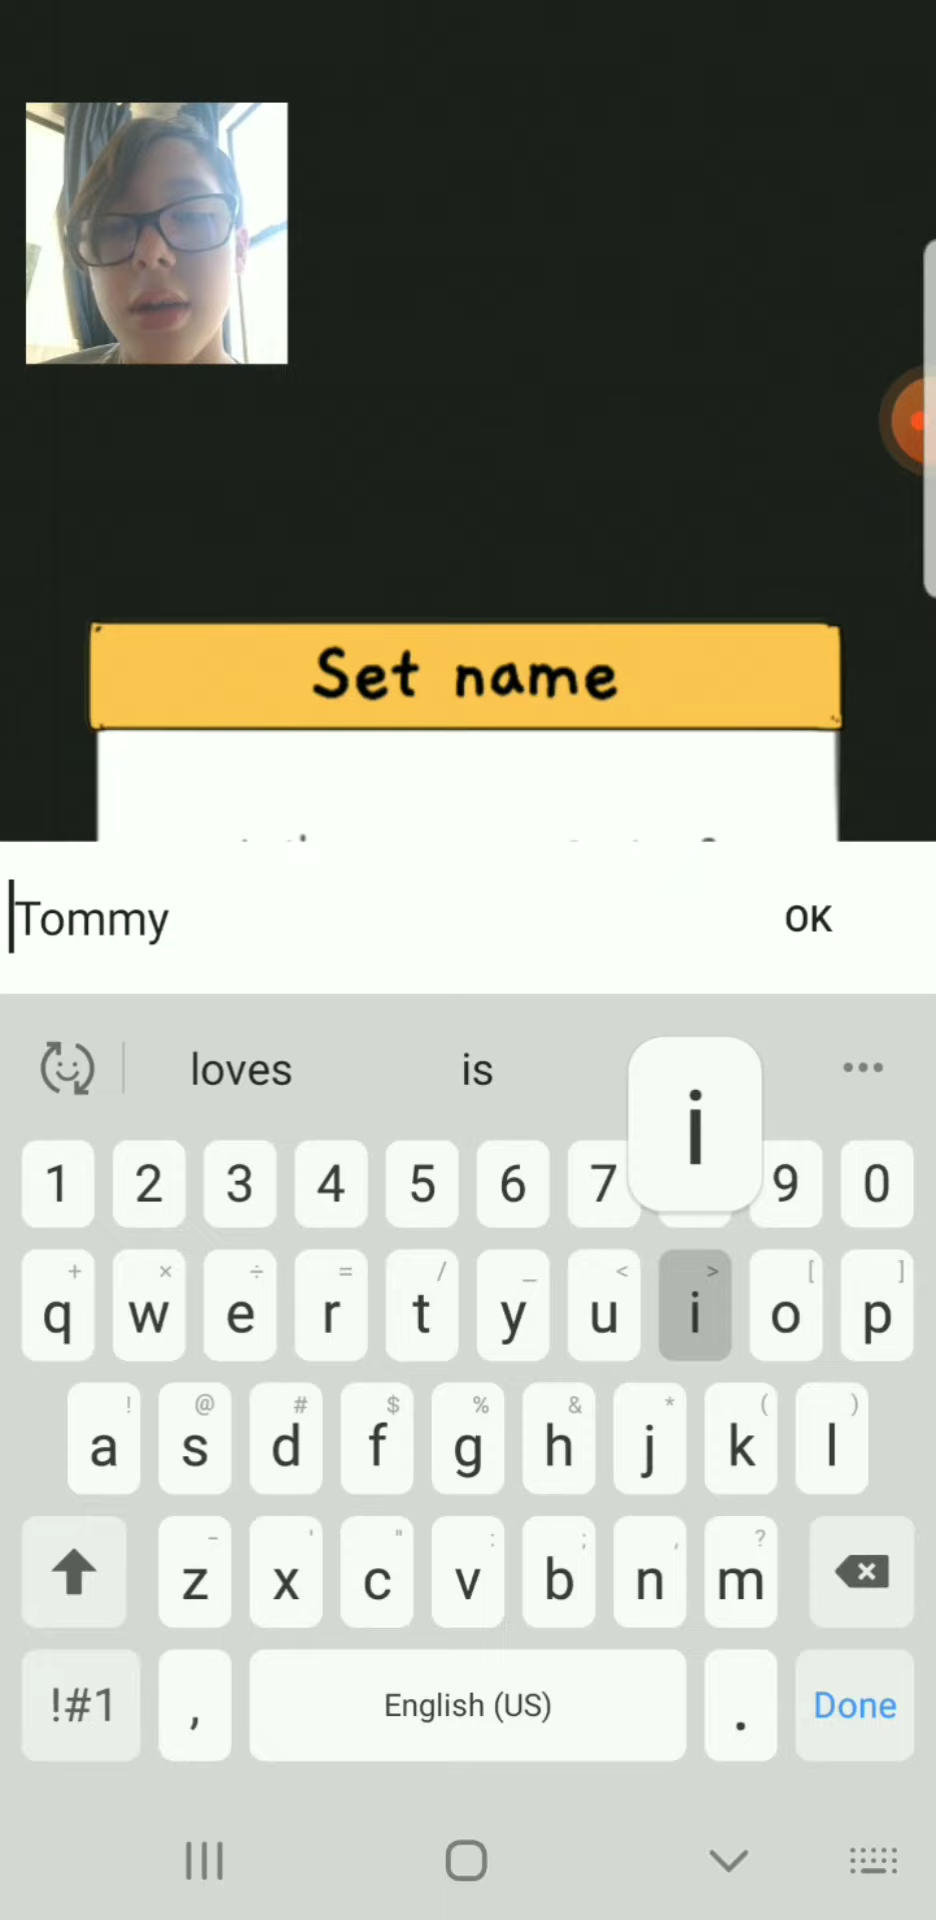 Set name
Tommy OK
loves is i
1 2 3 4 5 6 7 9 0
+ × ÷ = / _ < > [ ]
q w e r t y u i o p
! @ # $ % & * ( )
a s d f g h j k l
- ' " : ; , ?
z x c v b n m
!#1 , English (US) . Done